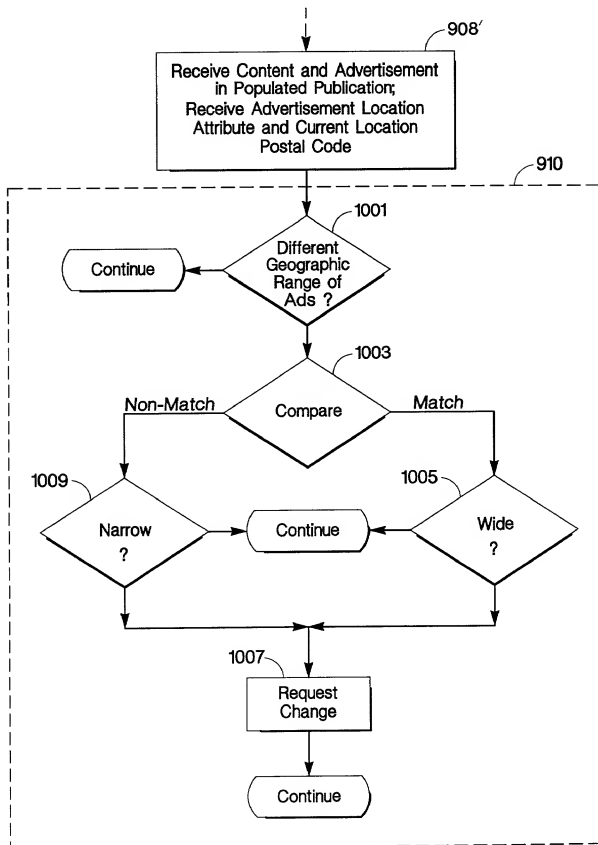 908'
Receive Content and Advertisement
in Populated Publication;
Receive Advertisement Location
Attribute and Current Location
Postal Code
910
1001
Different
Geographic
Range of
Ads ?
Continue
1003
Compare
Non-Match
Match
1009
Narrow
?
Continue
1005
Wide
?
1007
Request
Change
Continue